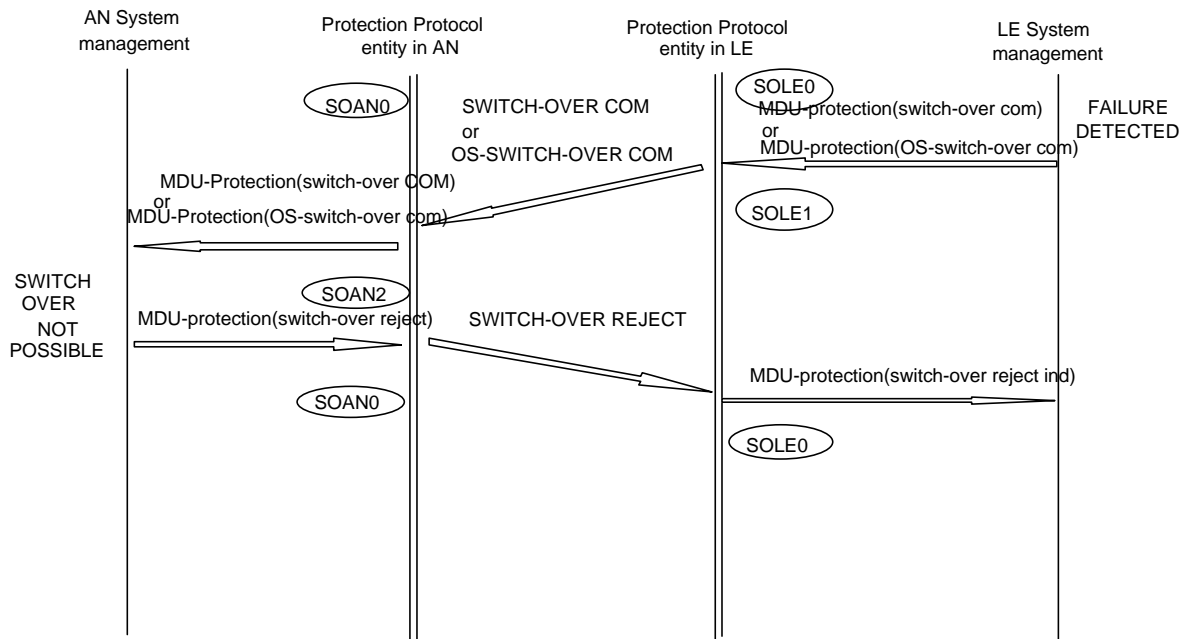 AN System
management
Protection Protocol
entity in AN
Protection Protocol
entity in LE
LE System
management
SOAN0
SOLE0
SWITCH-OVER COM
or
OS-SWITCH-OVER COM
MDU-protection(switch-over com)
or
MDU-protection(OS-switch-over com)
FAILURE
DETECTED
MDU-Protection(switch-over COM)
or
MDU-Protection(OS-switch-over com)
SOLE1
SWITCH
OVER
NOT
POSSIBLE
SOAN2
MDU-protection(switch-over reject)
SWITCH-OVER REJECT
MDU-protection(switch-over reject ind)
SOAN0
SOLE0